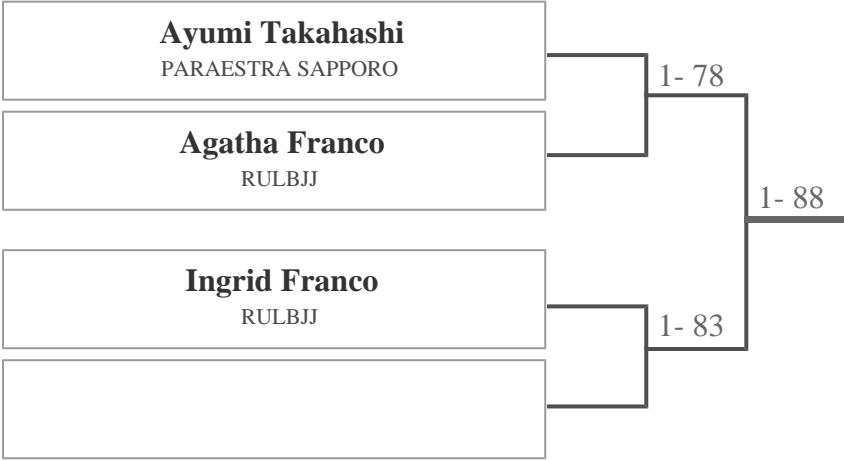 Ayumi Takahashi
PARAESTRA SAPPORO
1- 78
Agatha Franco
RULBJJ
1- 88
Ingrid Franco
RULBJJ
1- 83